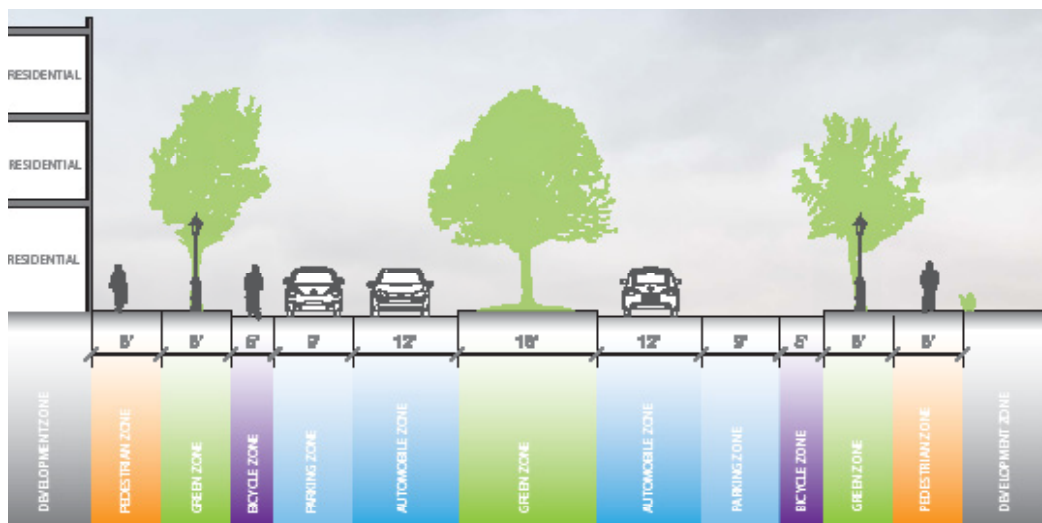 RESIDENTIAL
RESIDENTIAL
RESIDENTIAL
8' 8' 5' 9' 12' 16' 12' 9' 5' 8' 8'
DEVELOPMENT ZONE
PEDESTRIAN ZONE
GREEN ZONE
BICYCLE ZONE
PARKING ZONE
AUTOMOBILE ZONE
GREEN ZONE
AUTOMOBILE ZONE
PARKING ZONE
BICYCLE ZONE
GREEN ZONE
PEDESTRIAN ZONE
DEVELOPMENT ZONE